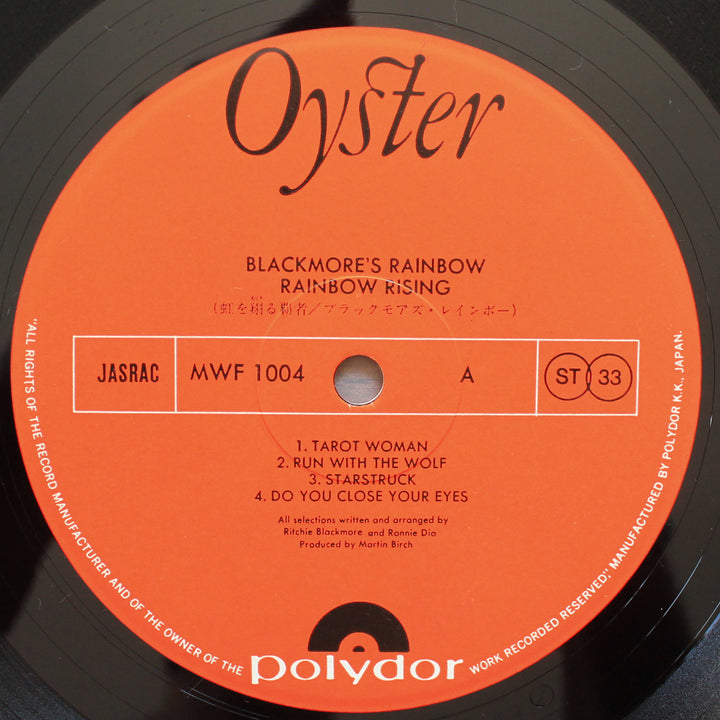 Oyster
BLACKMORE'S RAINBOW
RAINBOW RISING
(虹を翔る覇者/ブラックモアズ・レインボー)
JASRAC MWF 1004 A ST 33
1. TAROT WOMAN
2. RUN WITH THE WOLF
3. STARSTRUCK
4. DO YOU CLOSE YOUR EYES
All selections written and arranged by
Ritchie Blackmore and Ronnie Dio
Produced by Martin Birch
"ALL RIGHTS OF THE RECORD MANUFACTURER AND OF THE OWNER OF THE WORK RECORDED RESERVED," MANUFACTURED BY POLYDOR K.K., JAPAN.
polydor